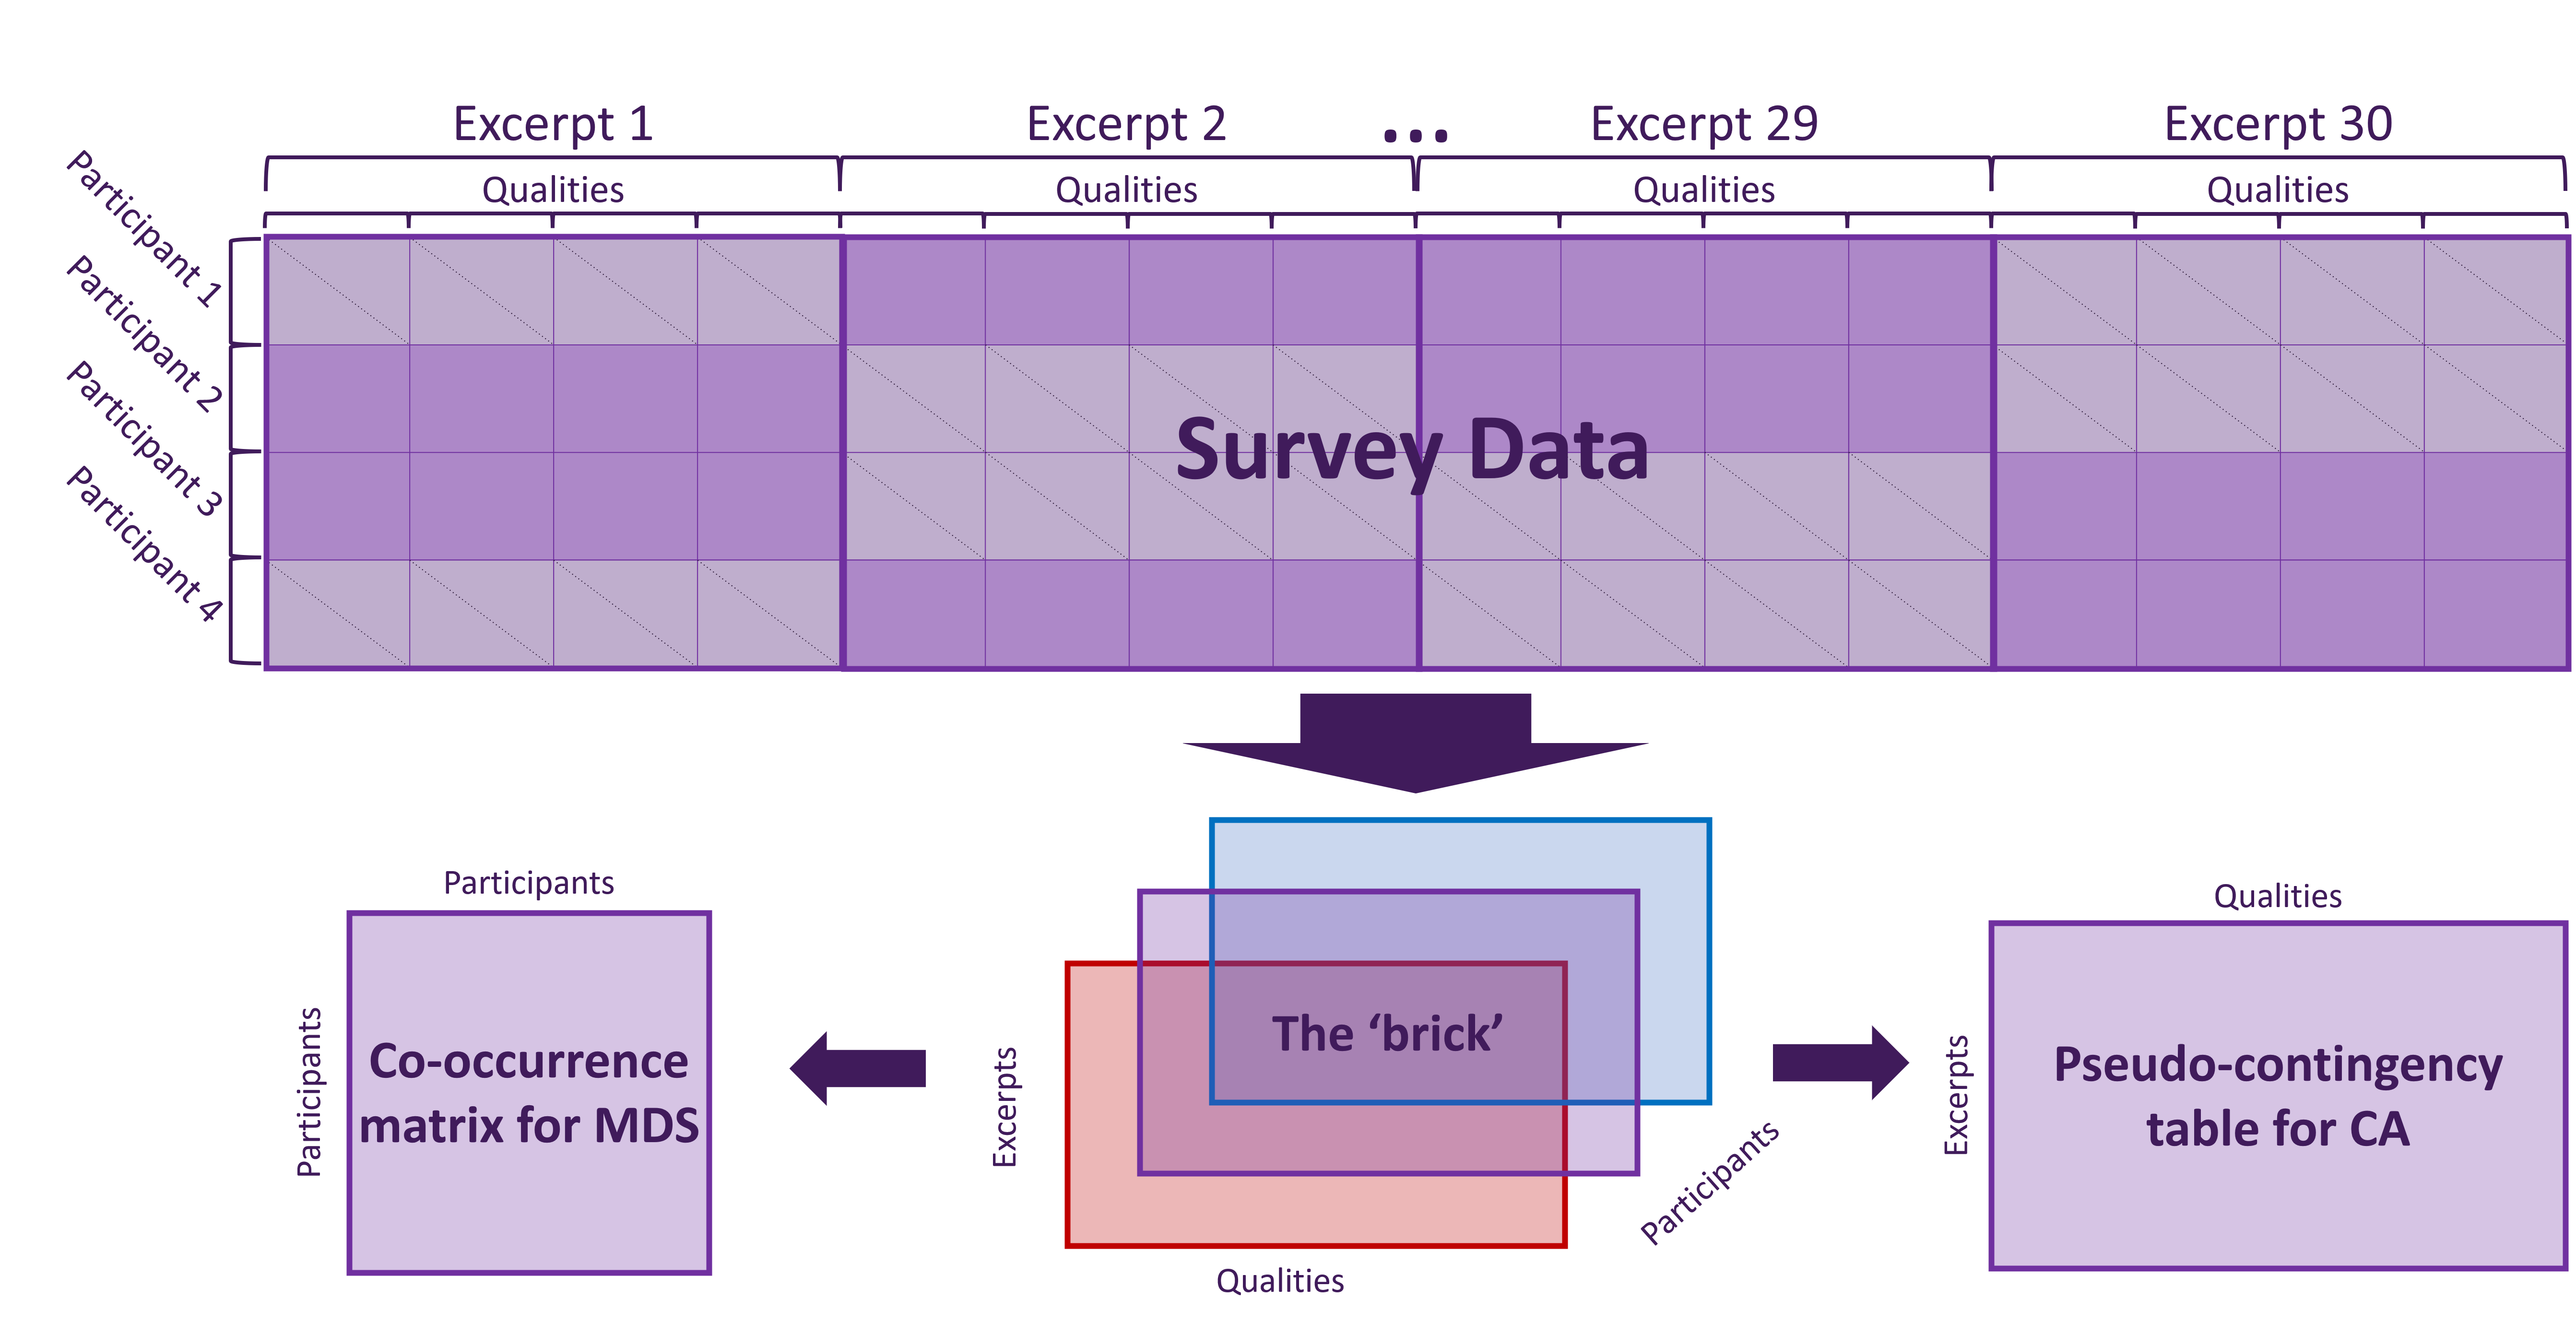 Excerpt 1
Excerpt 2
...
Excerpt 29
Excerpt 30
Qualities
Qualities
Qualities
Qualities
Participant 1
Participant 2
Participant 3
Participant 4
Survey Data
Participants
Participants
Co-occurrence
matrix for MDS
Excerpts
The ‘brick’
Participants
Qualities
Qualities
Excerpts
Pseudo-contingency
table for CA